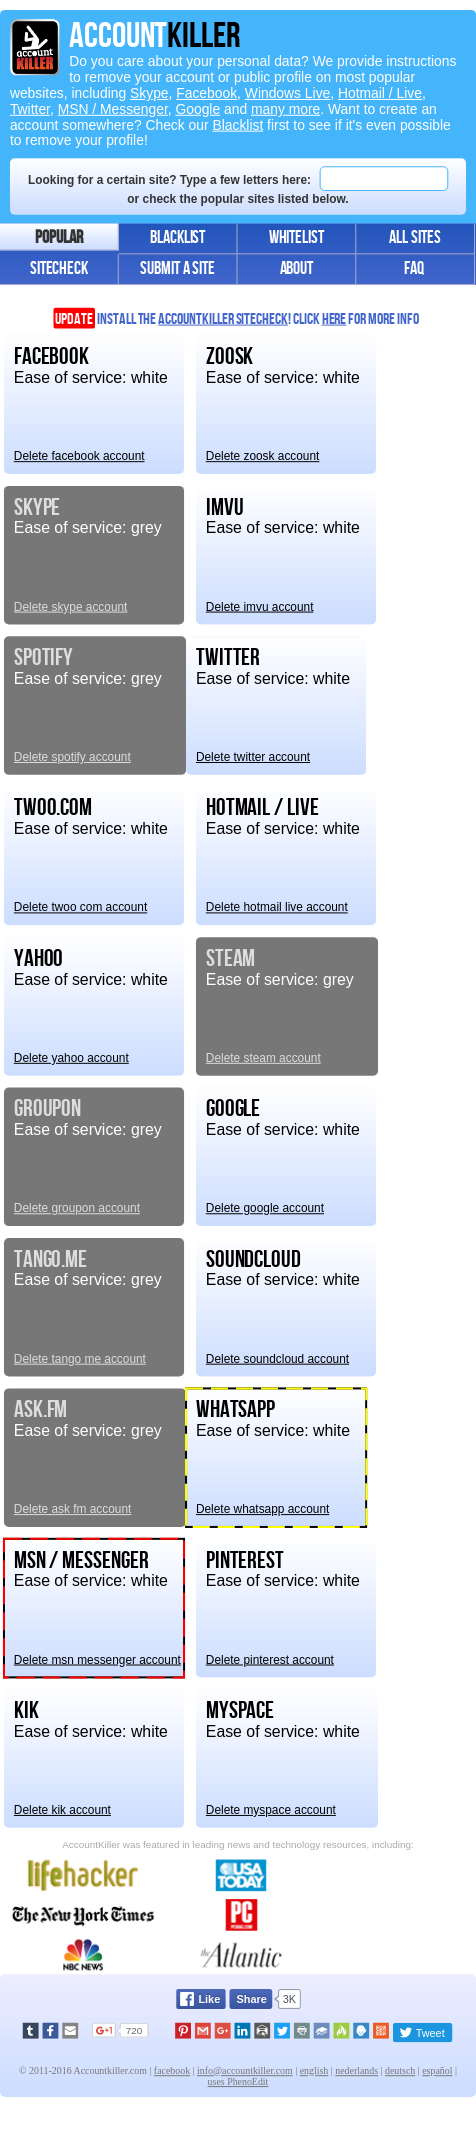 account
KILLER
ACCOUNTKILLER
Do you care about your personal data? We provide instructions
to remove your account or public profile on most popular
websites, including Skype, Facebook, Windows Live, Hotmail / Live,
Twitter, MSN / Messenger, Google and many more. Want to create an
account somewhere? Check our Blacklist first to see if it's even possible
to remove your profile!
Looking for a certain site? Type a few letters here:
or check the popular sites listed below.
POPULAR BLACKLIST WHITELIST ALL SITES
SITECHECK SUBMIT A SITE ABOUT FAQ
UPDATE INSTALL THE ACCOUNTKILLER SITECHECK! CLICK HERE FOR MORE INFO
FACEBOOK
Ease of service: white
Delete facebook account
ZOOSK
Ease of service: white
Delete zoosk account
SKYPE
Ease of service: grey
Delete skype account
IMVU
Ease of service: white
Delete imvu account
SPOTIFY
Ease of service: grey
Delete spotify account
TWITTER
Ease of service: white
Delete twitter account
TWOO.COM
Ease of service: white
Delete twoo com account
HOTMAIL / LIVE
Ease of service: white
Delete hotmail live account
YAHOO
Ease of service: white
Delete yahoo account
STEAM
Ease of service: grey
Delete steam account
GROUPON
Ease of service: grey
Delete groupon account
GOOGLE
Ease of service: white
Delete google account
TANGO.ME
Ease of service: grey
Delete tango me account
SOUNDCLOUD
Ease of service: white
Delete soundcloud account
ASK.FM
Ease of service: grey
Delete ask fm account
WHATSAPP
Ease of service: white
Delete whatsapp account
MSN / MESSENGER
Ease of service: white
Delete msn messenger account
PINTEREST
Ease of service: white
Delete pinterest account
KIK
Ease of service: white
Delete kik account
MYSPACE
Ease of service: white
Delete myspace account
AccountKiller was featured in leading news and technology resources, including:
lifehacker
USA TODAY
The New York Times
PC
PCMAG.COM
NBC NEWS
the Atlantic
Like Share 3K
+1 720 Tweet
© 2011-2016 Accountkiller.com | facebook | info@accountkiller.com | english | nederlands | deutsch | español |
uses PhenoEdit